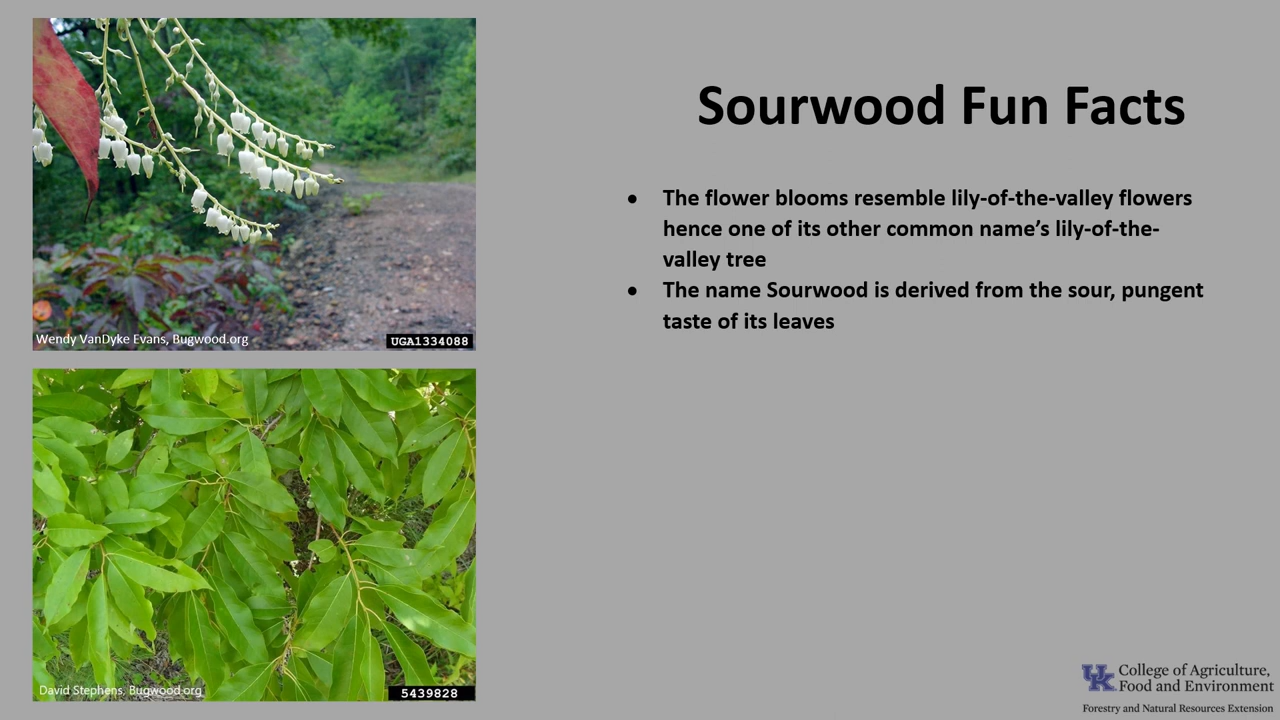 Sourwood Fun Facts
• The flower blooms resemble lily-of-the-valley flowers
hence one of its other common name’s lily-of-the-
valley tree
• The name Sourwood is derived from the sour, pungent
taste of its leaves
Wendy VanDyke Evans, Bugwood.org
UGA1334088
David Stephens, Bugwood.org
5439828
UK College of Agriculture,
Food and Environment
Forestry and Natural Resources Extension